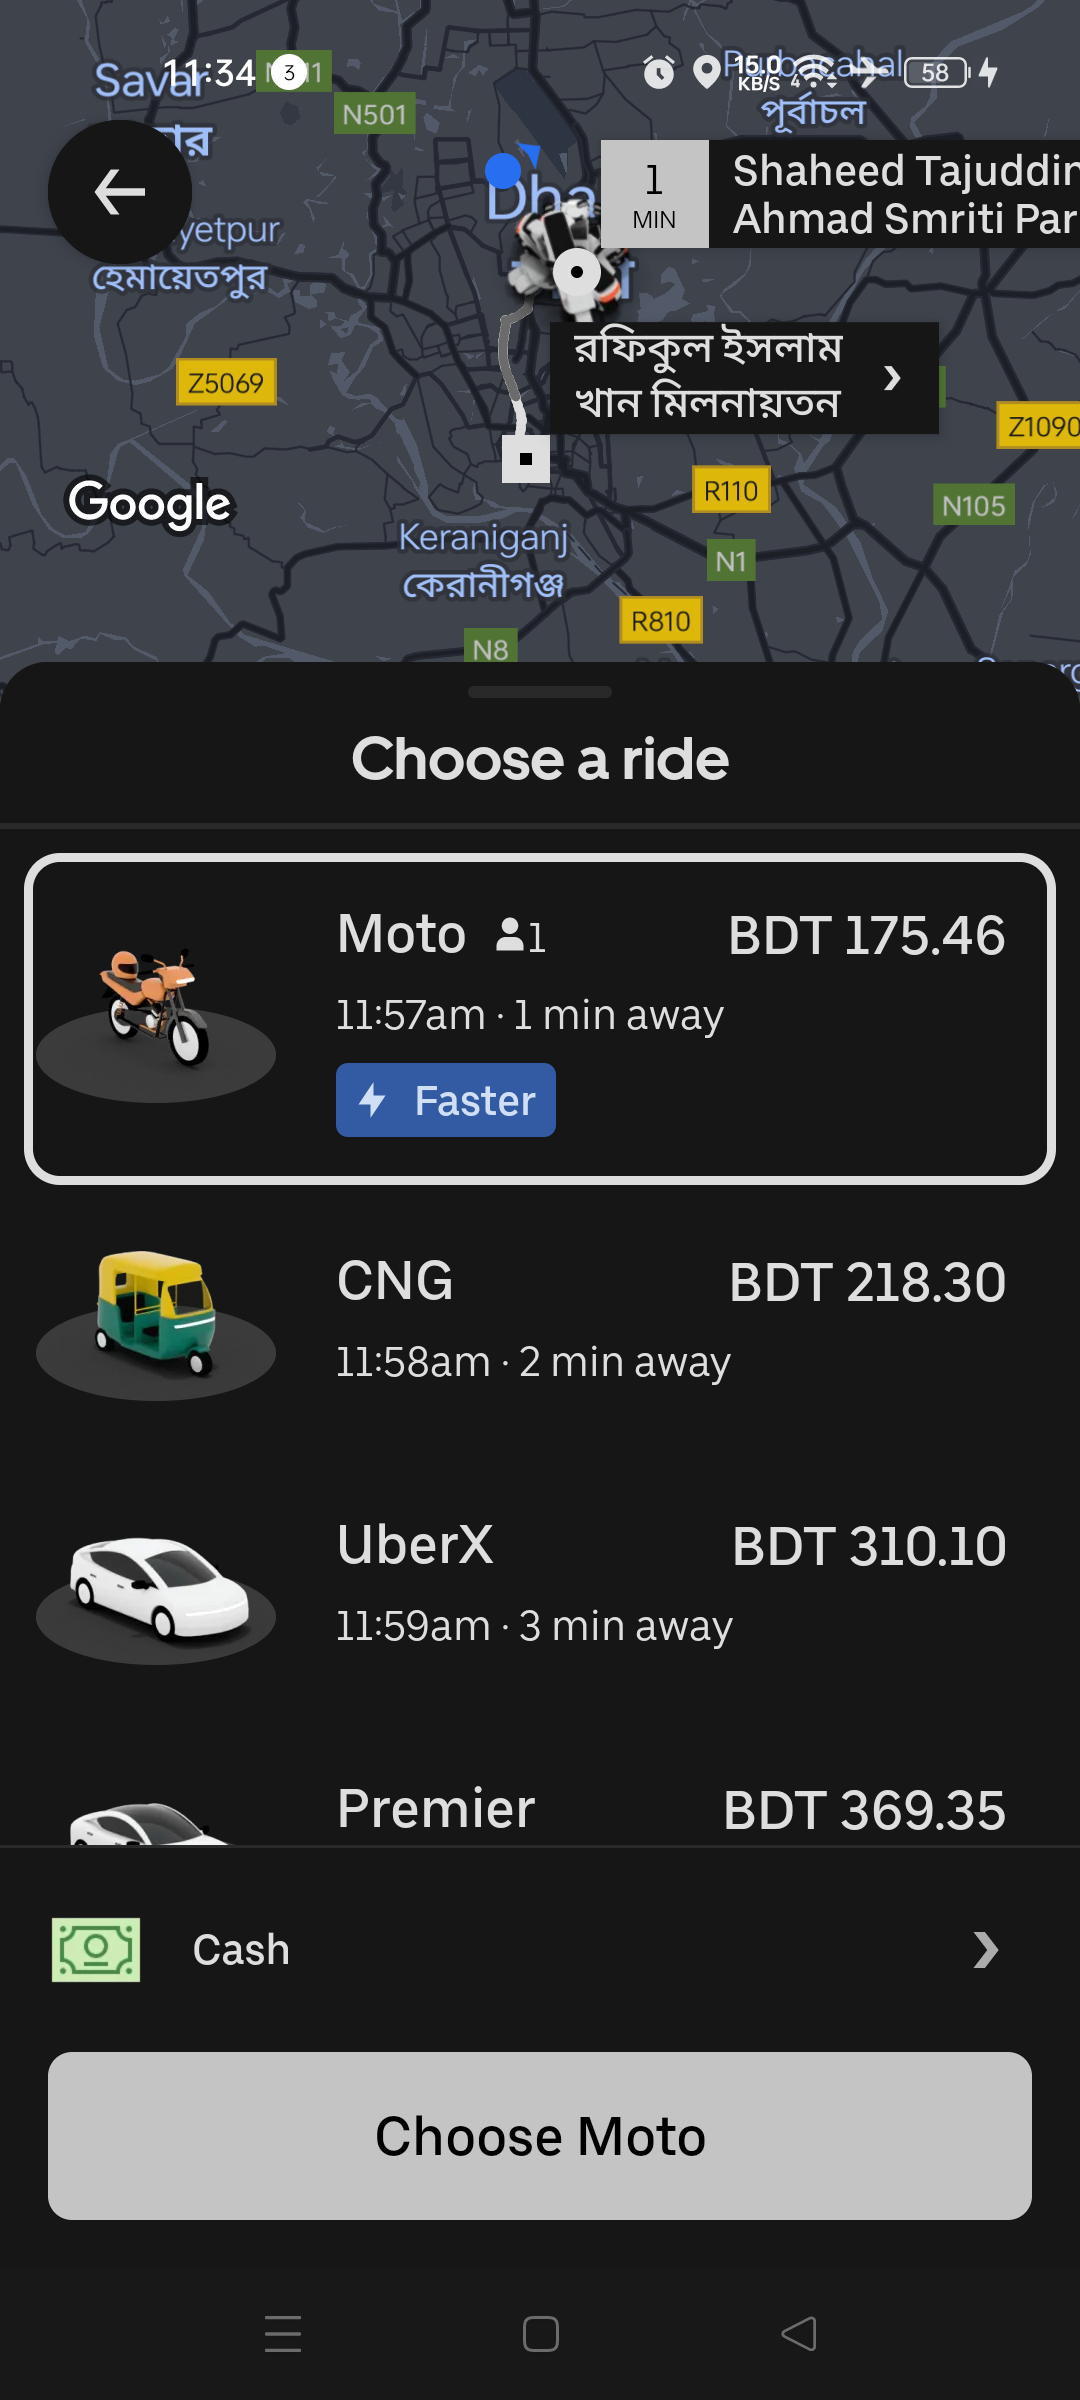 11:34
3
15.0
KB/S
4
58
Savar
N501
পূর্বাচল
1
MIN
Shaheed Tajuddin
Ahmad Smriti Par
হেমায়েতপুর
রফিকুল ইসলাম
খান মিলনায়তন
Z5069
Z1090
Google
R110
N105
Keraniganj
কেরানীগঞ্জ
N1
R810
N8
Choose a ride
Moto 1 BDT 175.46
11:57am · 1 min away
Faster
CNG BDT 218.30
11:58am · 2 min away
UberX BDT 310.10
11:59am · 3 min away
Premier BDT 369.35
Cash
Choose Moto